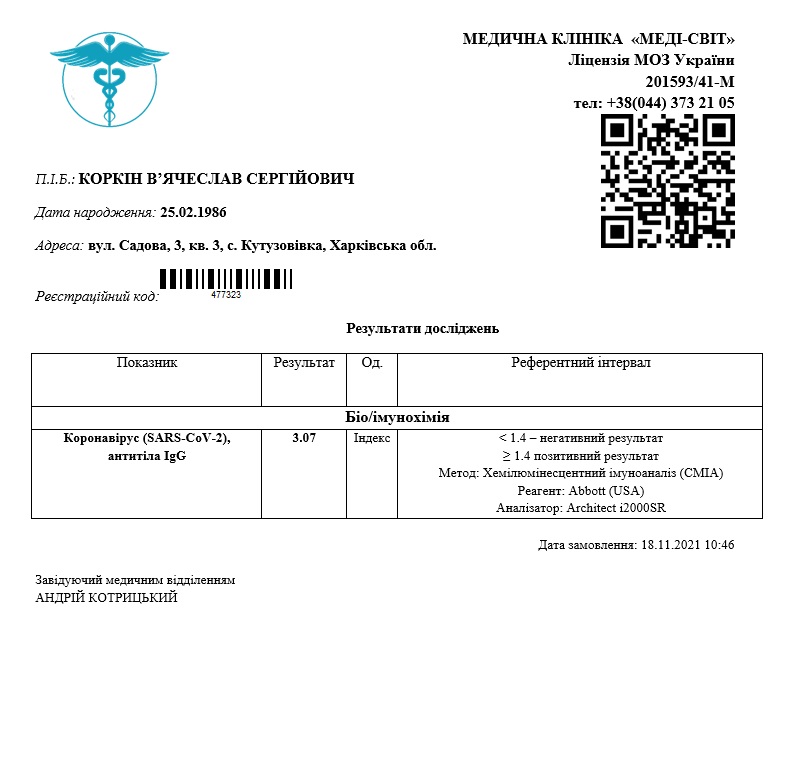 МЕДИЧНА КЛІНІКА «МЕДІ-СВІТ»
Ліцензія МОЗ України
201593/41-М
тел: +38(044) 373 21 05
П.І.Б.: КОРКІН В’ЯЧЕСЛАВ СЕРГІЙОВИЧ
Дата народження: 25.02.1986
Адреса: вул. Садова, 3, кв. 3, с. Кутузовівка, Харківська обл.
Реєстраційний код:
477323
Результати досліджень
Показник Результат Од. Референтний інтервал
Біо/імунохімія
Коронавірус (SARS-CoV-2), 3.07 Індекс < 1.4 – негативний результат
антитіла IgG ≥ 1.4 позитивний результат
Метод: Хемілюмінесцентний імуноаналіз (CMIA)
Реагент: Abbott (USA)
Аналізатор: Architect i2000SR
Дата замовлення: 18.11.2021 10:46
Завідуючий медичним відділенням
АНДРІЙ КОТРИЦЬКИЙ